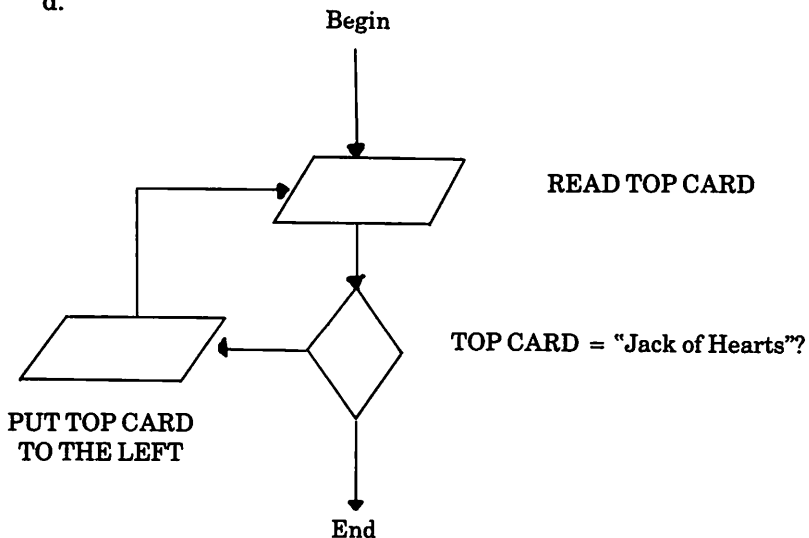 d.
Begin
READ TOP CARD
TOP CARD = “Jack of Hearts”?
PUT TOP CARD
TO THE LEFT
End